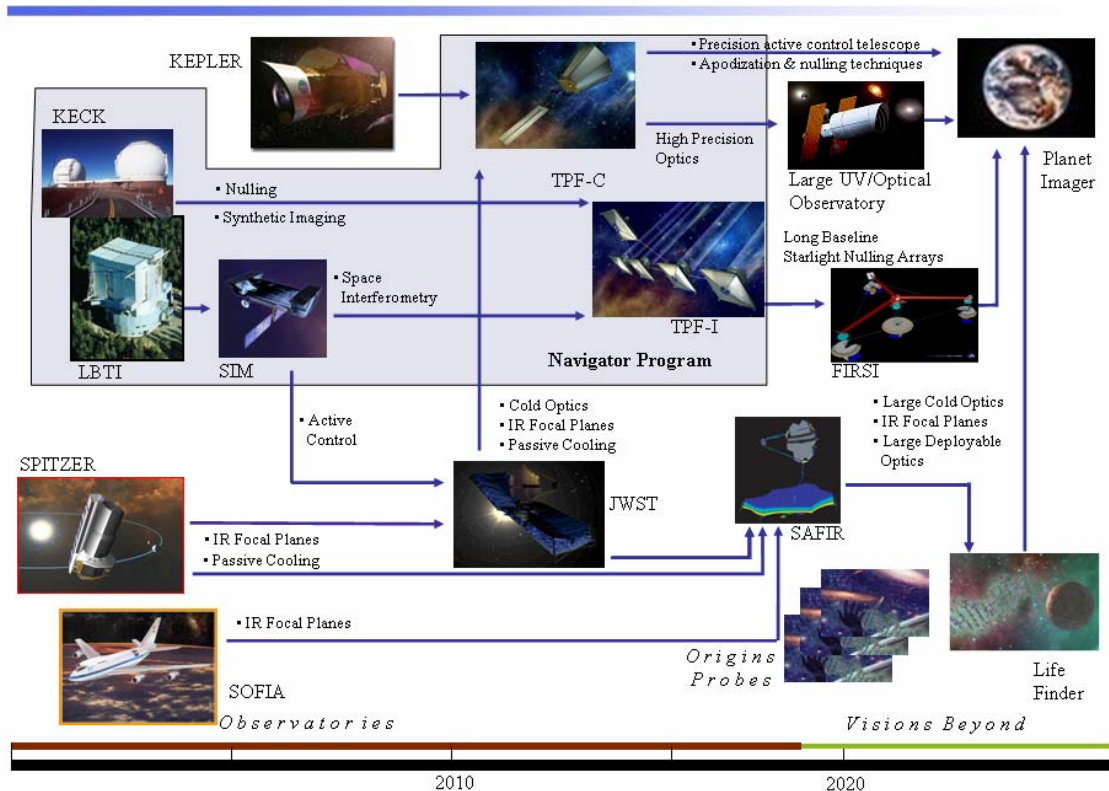 KEPLER
▪ Precision active control telescope
▪ Apodization & nulling techniques
KECK
High Precision
Optics
Planet
Imager
TPF-C
Large UV/Optical
Observatory
▪ Nulling
▪ Synthetic Imaging
Long Baseline
Starlight Nulling Arrays
▪ Space
Interferometry
TPF-I
LBTI
SIM
Navigator Program
FIRSI
▪ Active
Control
▪ Cold Optics
▪ IR Focal Planes
▪ Passive Cooling
▪ Large Cold Optics
▪ IR Focal Planes
▪ Large Deployable
Optics
SPITZER
JWST
SAFIR
▪ IR Focal Planes
▪ Passive Cooling
▪ IR Focal Planes
Origins
Probes
Life
Finder
SOFIA
Observatories
Visions Beyond
2010
2020